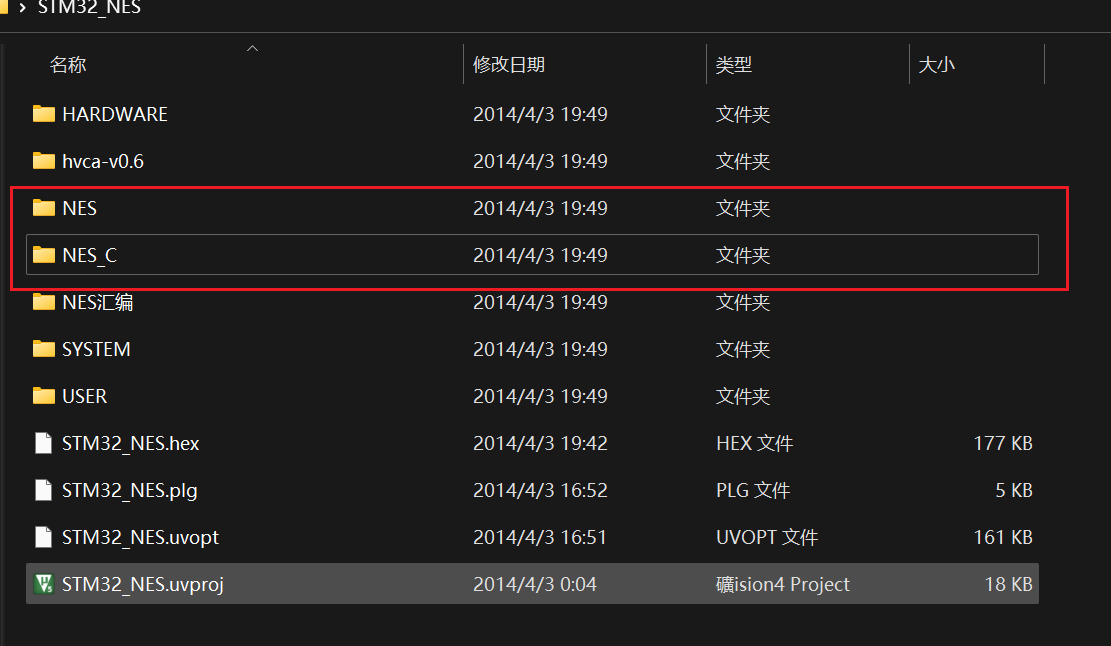 STM32_NES
名称 修改日期 类型 大小
HARDWARE 2014/4/3 19:49 文件夹
hvca-v0.6 2014/4/3 19:49 文件夹
NES 2014/4/3 19:49 文件夹
NES_C 2014/4/3 19:49 文件夹
NES汇编 2014/4/3 19:49 文件夹
SYSTEM 2014/4/3 19:49 文件夹
USER 2014/4/3 19:49 文件夹
STM32_NES.hex 2014/4/3 19:42 HEX 文件 177 KB
STM32_NES.plg 2014/4/3 16:52 PLG 文件 5 KB
STM32_NES.uvopt 2014/4/3 16:51 UVOPT 文件 161 KB
STM32_NES.uvproj 2014/4/3 0:04 礦ision4 Project 18 KB